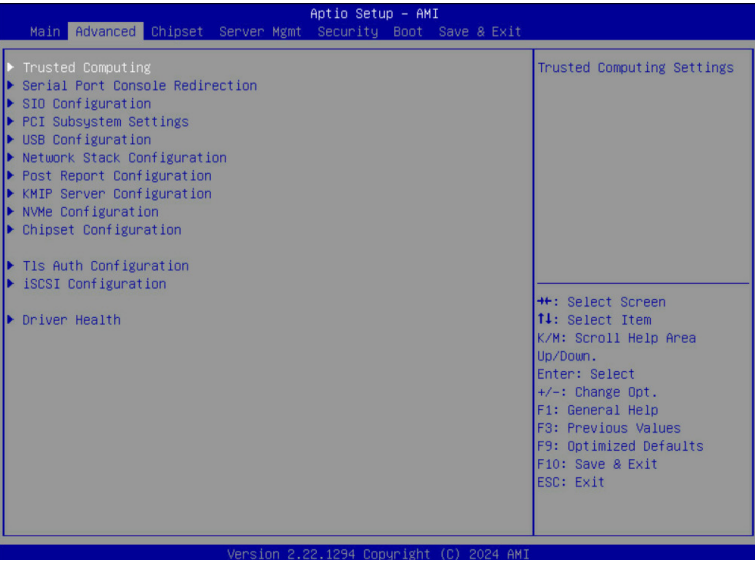 Aptio Setup – AMI
Main Advanced Chipset Server Mgmt Security Boot Save & Exit
Trusted Computing
Serial Port Console Redirection
SIO Configuration
PCI Subsystem Settings
USB Configuration
Network Stack Configuration
Post Report Configuration
KMIP Server Configuration
NVMe Configuration
Chipset Configuration
Tls Auth Configuration
iSCSI Configuration
Driver Health
Trusted Computing Settings
→←: Select Screen
↑↓: Select Item
K/M: Scroll Help Area
Up/Down.
Enter: Select
+/-: Change Opt.
F1: General Help
F3: Previous Values
F9: Optimized Defaults
F10: Save & Exit
ESC: Exit
Version 2.22.1294 Copyright (C) 2024 AMI